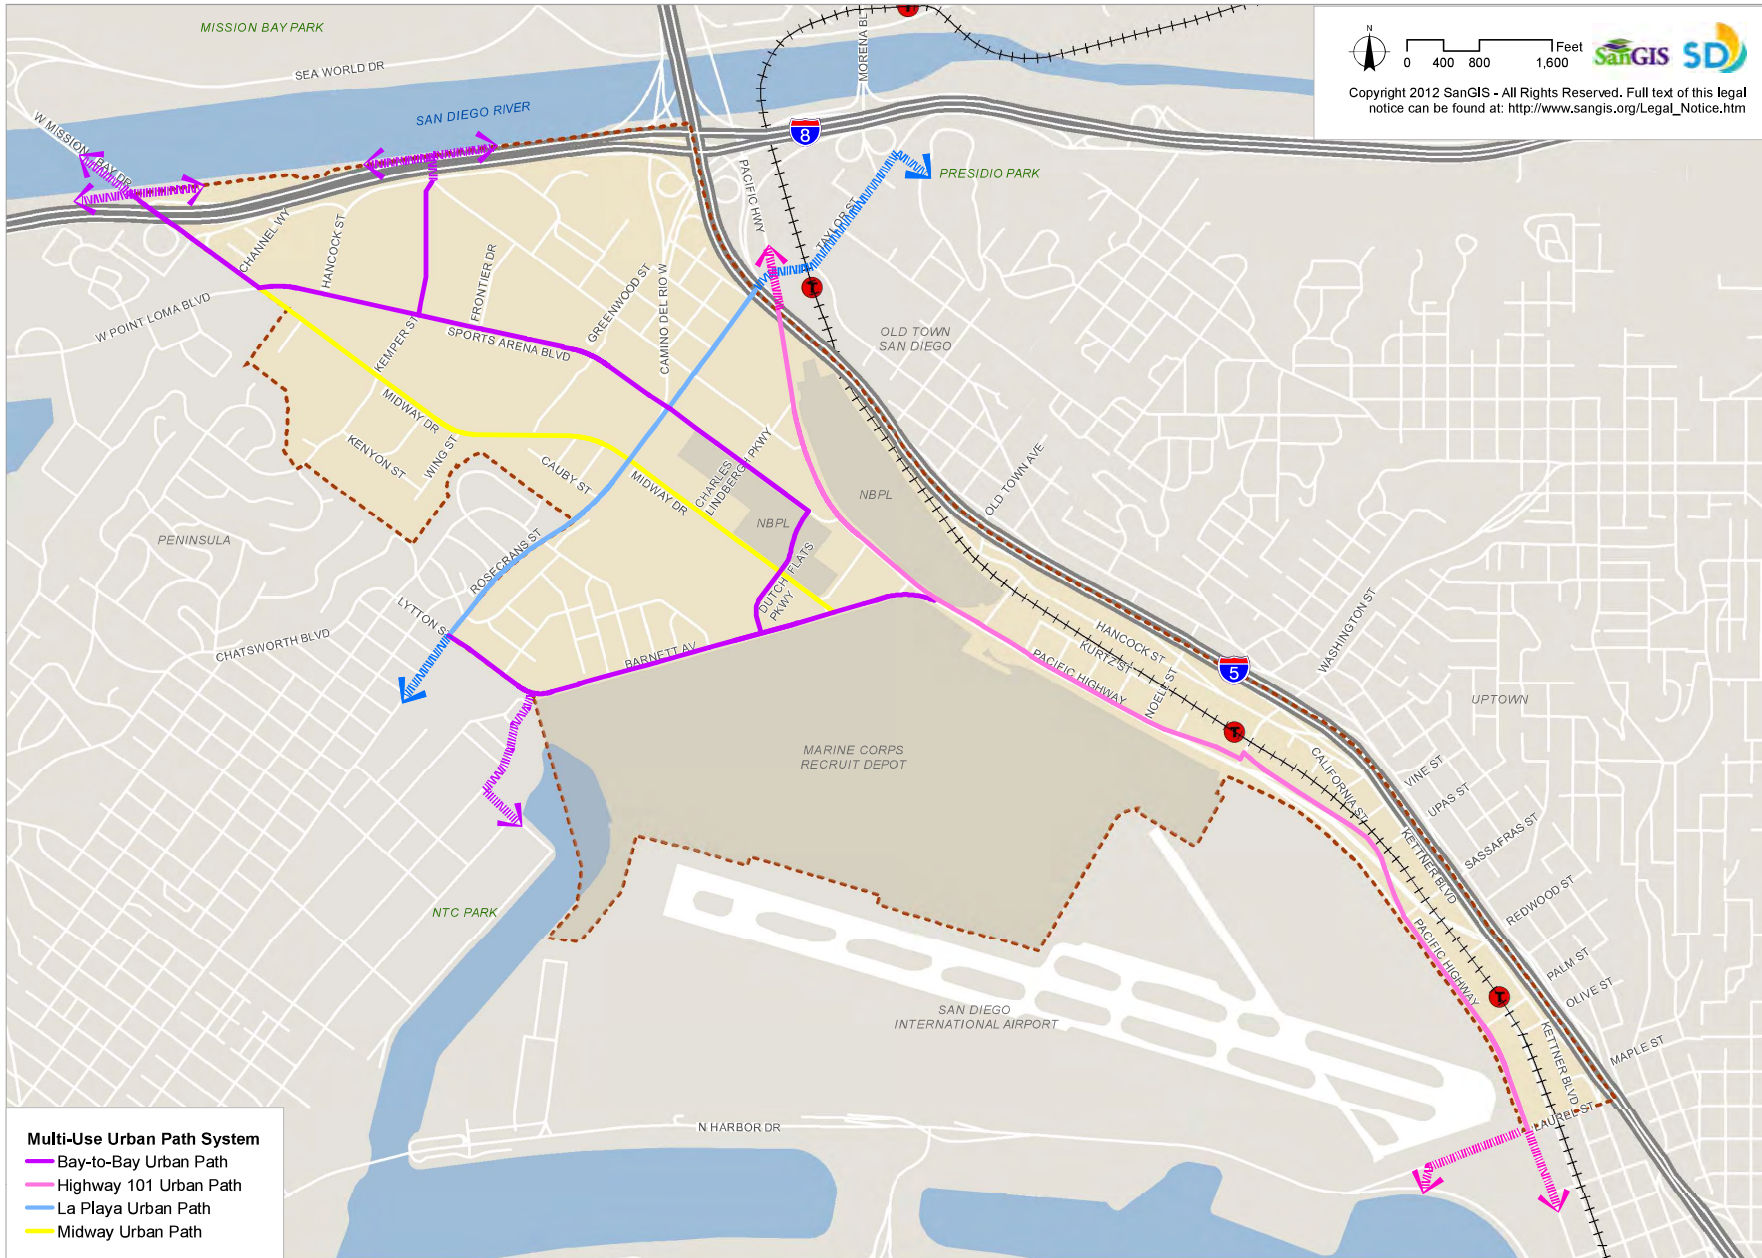 MISSION BAY PARK
SEA WORLD DR
SAN DIEGO RIVER
W MISSION BAY DR
MORENA BL
N
0 400 800 1,600 Feet
SanGIS SD
Copyright 2012 SanGIS - All Rights Reserved. Full text of this legal
notice can be found at: http://www.sangis.org/Legal_Notice.htm
8
PACIFIC HWY
TAYLOR ST
PRESIDIO PARK
CHANNEL WY
HANCOCK ST
FRONTIER DR
GREENWOOD ST
CAMINO DEL RIO W
W POINT LOMA BLVD
KEMPER ST
SPORTS ARENA BLVD
OLD TOWN
SAN DIEGO
MIDWAY DR
KENYON ST
WING ST
CAUBY ST
MIDWAY DR
CHARLES
LINDBERGH PKWY
NBPL
NBPL
OLD TOWN AVE
PENINSULA
ROSECRANS ST
DUTCH FLATS
PKWY
LYTTON ST
CHATSWORTH BLVD
BARNETT AV
HANCOCK ST
KURTZ ST
PACIFIC HIGHWAY
NOELL ST
WASHINGTON ST
5
UPTOWN
MARINE CORPS
RECRUIT DEPOT
CALIFORNIA ST
VINE ST
UPAS ST
SASSAFRAS ST
KETTNER BLVD
REDWOOD ST
PACIFIC HIGHWAY
PALM ST
OLIVE ST
NTC PARK
SAN DIEGO
INTERNATIONAL AIRPORT
KETTNER BLVD
MAPLE ST
LAUREL ST
N HARBOR DR
Multi-Use Urban Path System
Bay-to-Bay Urban Path
Highway 101 Urban Path
La Playa Urban Path
Midway Urban Path